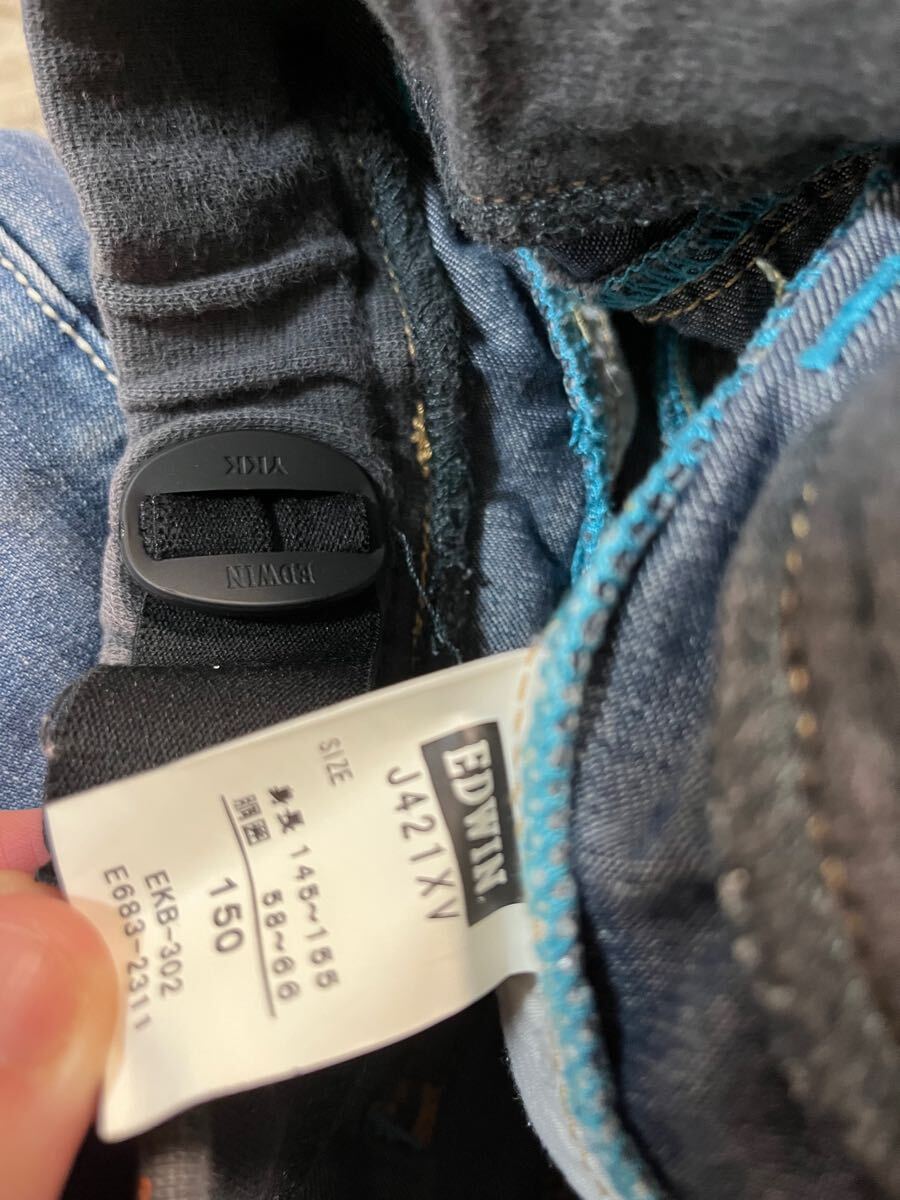 YKK
EDWIN
EDWIN.
J421XV
SIZE
身長 145~155
胴囲 58~66
150
EKB-302
E683-2311